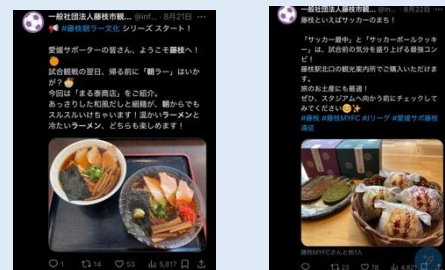 一般社団法人藤枝市観… @inf… · 8月21日
#藤枝朝ラー文化 シリーズ スタート！
愛媛サポーターの皆さん、ようこそ藤枝へ！
試合観戦の翌日、帰る前に「朝ラー」はいか
が？
今回は「まる泰商店」をご紹介。
あっさりした和風だしと細麺が、朝からでも
スルスルいけちゃいます！温かいラーメンと
冷たいラーメン、どちらも楽しめます！
1 14 53 5,817
一般社団法人藤枝市観… @in… · 8月22日
藤枝といえばサッカーのまち！
「サッカー最中」と「サッカーボールクッキ
ー」は、試合前の気分を盛り上げる最強コン
ビ！
藤枝駅北口の観光案内所でご購入いただけま
す。
旅のお土産にも最適！
ぜひ、スタジアムへ向かう前にチェックして
みてください
#藤枝 #藤枝MYFC #Jリーグ #愛媛サポ藤枝
遠征
藤枝MYFCさんと他1人
1 23 78 4,821